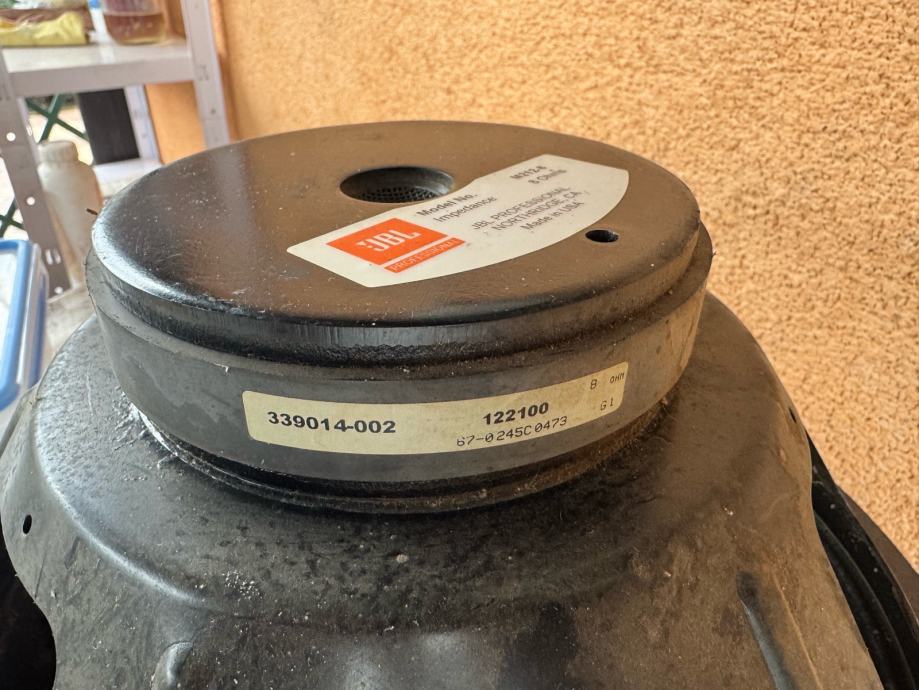 Model No. M212-8
Impedance 8 Ohms
JBL PROFESSIONAL
NORTHRIDGE, CA
Made in USA
JBL
PROFESSIONAL
8 OHM
339014-002 122100
67-0245C0473 G1